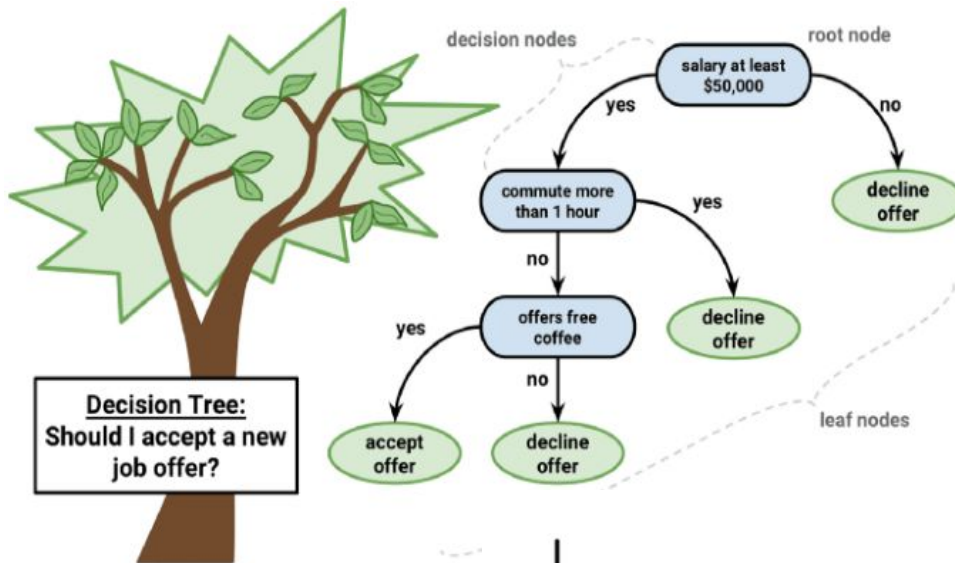 decision nodes
root node
salary at least
$50,000
yes
no
commute more
than 1 hour
yes
decline
offer
no
offers free
coffee
decline
offer
yes
no
Decision Tree:
Should I accept a new
job offer?
accept
offer
decline
offer
leaf nodes